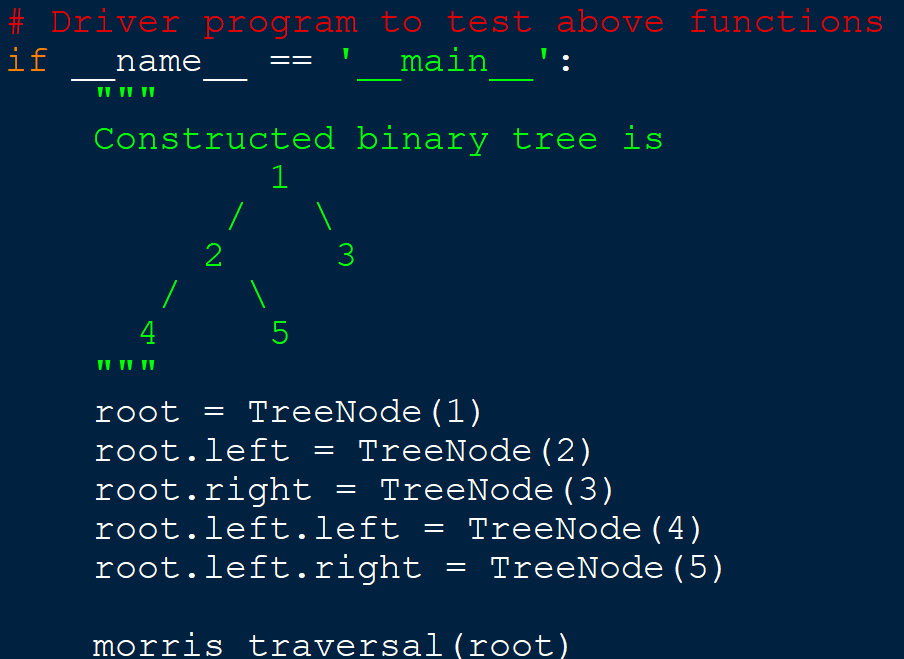 # Driver program to test above functions
if __name__ == '__main__':
    """
    Constructed binary tree is
            1
          /   \
         2     3
       /   \
      4     5
    """
    root = TreeNode(1)
    root.left = TreeNode(2)
    root.right = TreeNode(3)
    root.left.left = TreeNode(4)
    root.left.right = TreeNode(5)

    morris traversal(root)